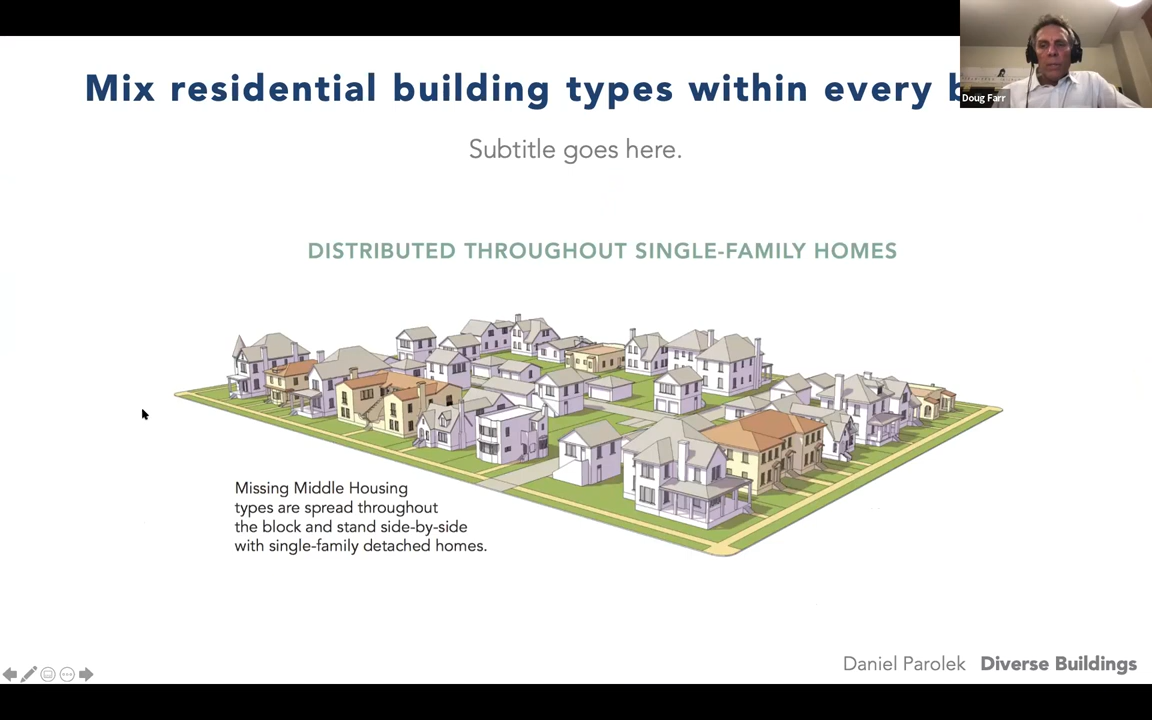 Mix residential building types within every
Doug Farr
Subtitle goes here.
DISTRIBUTED THROUGHOUT SINGLE-FAMILY HOMES
Missing Middle Housing
types are spread throughout
the block and stand side-by-side
with single-family detached homes.
Daniel Parolek Diverse Buildings